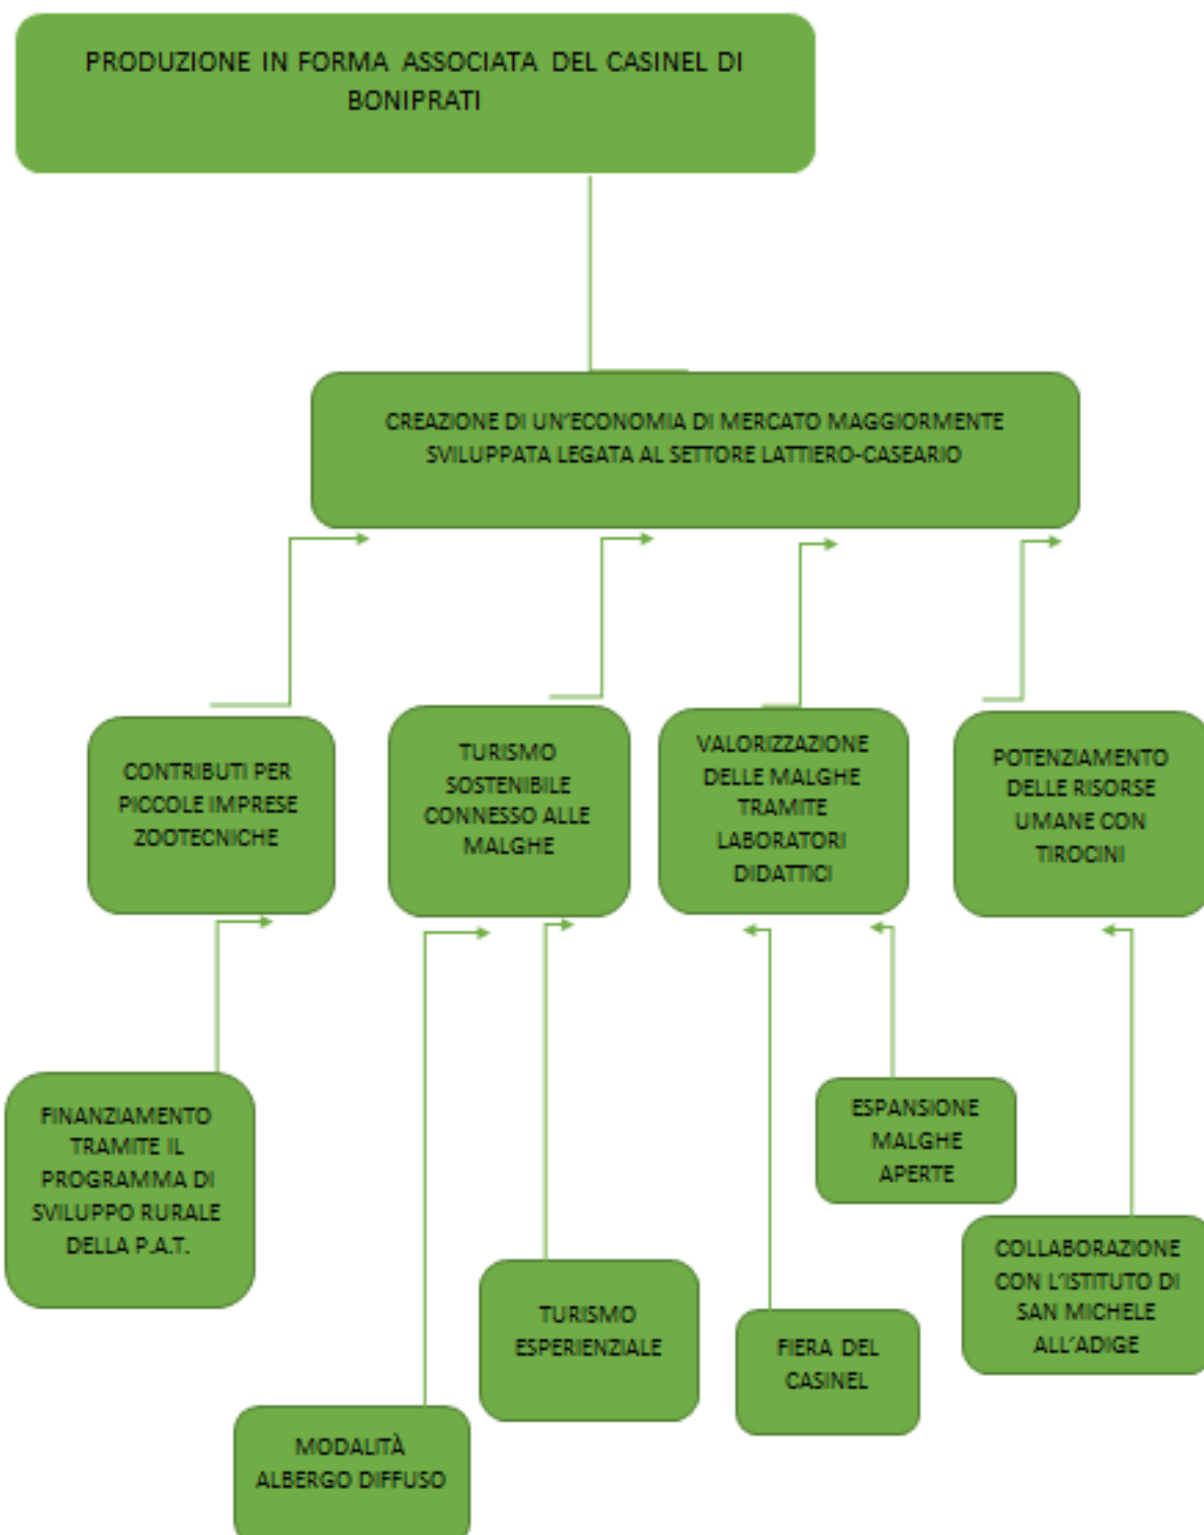 PRODUZIONE IN FORMA ASSOCIATA DEL CASINEL DI
BONIPRATI
CREAZIONE DI UN'ECONOMIA DI MERCATO MAGGIORMENTE
SVILUPPATA LEGATA AL SETTORE LATTIERO-CASEARIO
CONTRIBUTI PER
PICCOLE IMPRESE
ZOOTECNICHE
TURISMO
SOSTENIBILE
CONNESSO ALLE
MALGHE
VALORIZZAZIONE
DELLE MALGHE
TRAMITE
LABORATORI
DIDATTICI
POTENZIAMENTO
DELLE RISORSE
UMANE CON
TIROCINI
FINANZIAMENTO
TRAMITE IL
PROGRAMMA DI
SVILUPPO RURALE
DELLA P.A.T.
ESPANSIONE
MALGHE
APERTE
COLLABORAZIONE
CON L'ISTITUTO DI
SAN MICHELE
ALL'ADIGE
TURISMO
ESPERIENZIALE
FIERA DEL
CASINEL
MODALITÀ
ALBERGO DIFFUSO